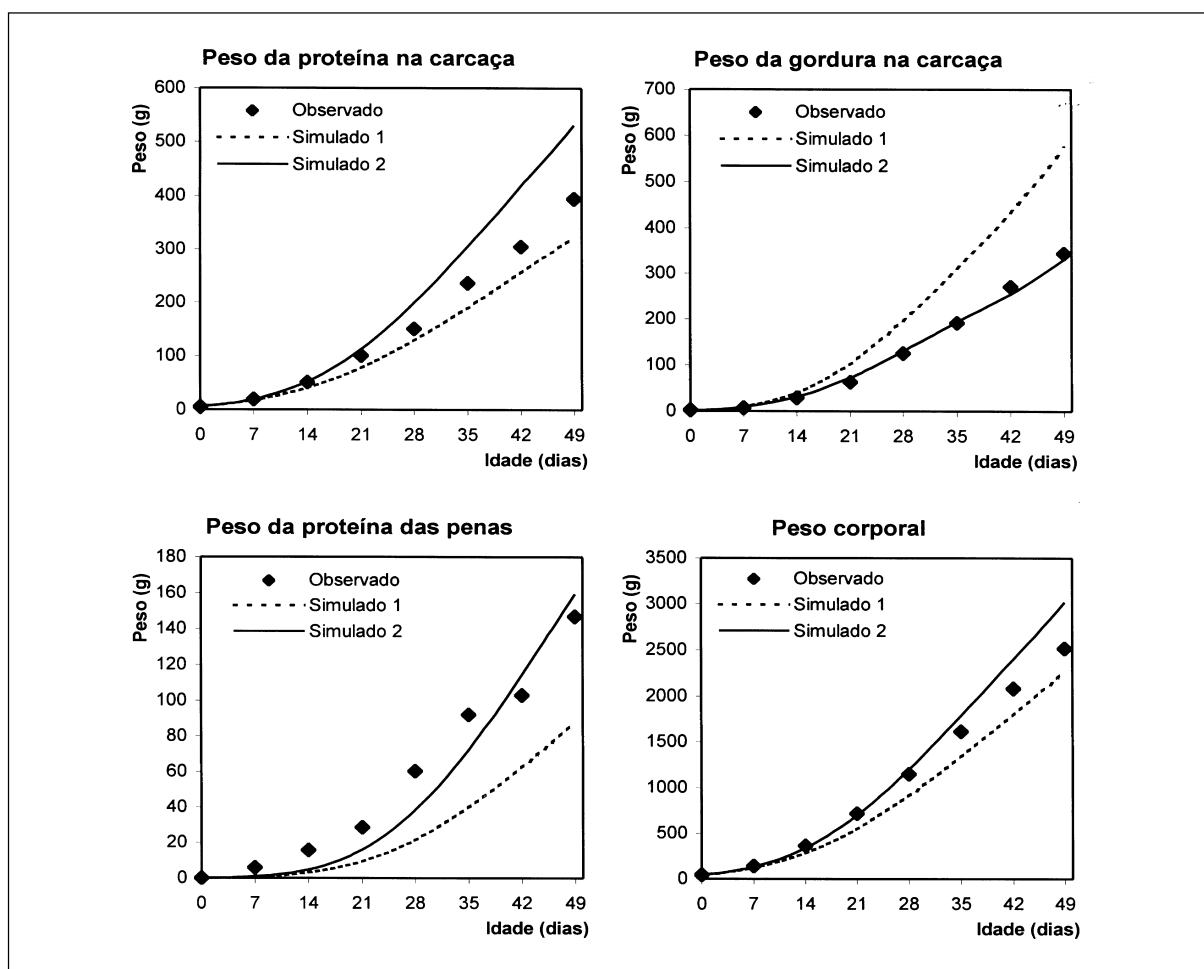 Peso da proteína na carcaça
Peso (g)
600
500
400
300
200
100
0
Observado
Simulado 1
Simulado 2
0 7 14 21 28 35 42 49
Idade (dias)
Peso da gordura na carcaça
Peso (g)
700
600
500
400
300
200
100
0
Observado
Simulado 1
Simulado 2
0 7 14 21 28 35 42 49
Idade (dias)
Peso da proteína das penas
Peso (g)
180
160
140
120
100
80
60
40
20
0
Observado
Simulado 1
Simulado 2
0 7 14 21 28 35 42 49
Idade (dias)
Peso corporal
Peso (g)
3500
3000
2500
2000
1500
1000
500
0
Observado
Simulado 1
Simulado 2
0 7 14 21 28 35 42 49
Idade (dias)